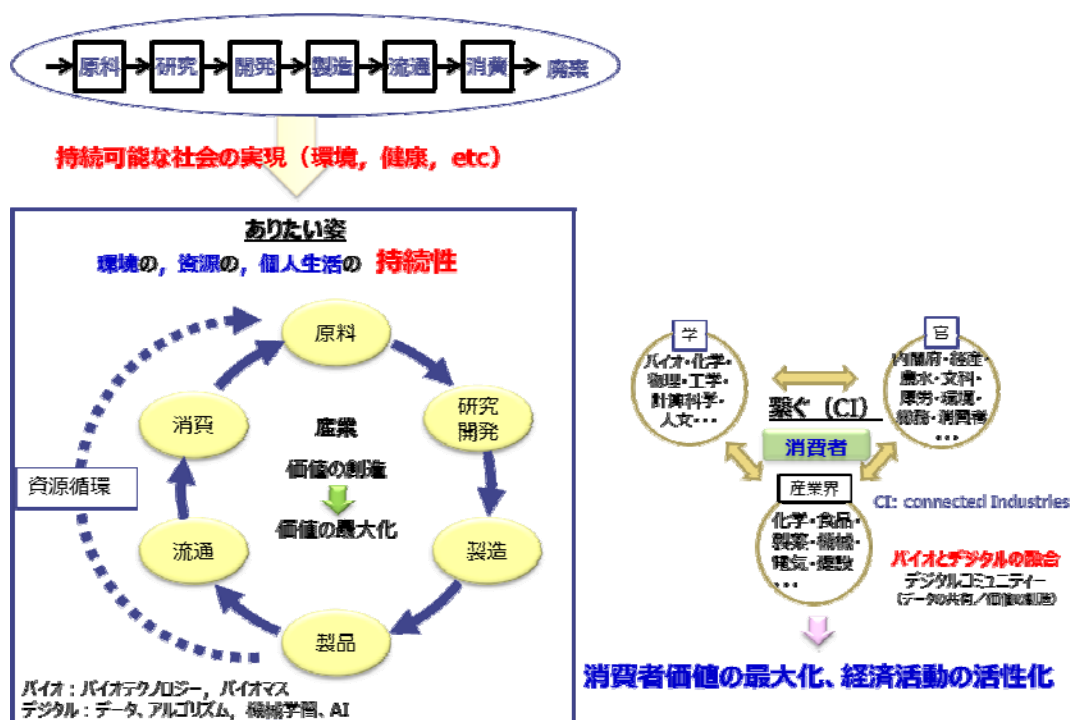 原料 研究 開発 製造 流通 消費 廃棄
持続可能な社会の実現（環境，健康，etc）
ありたい姿
環境の，資源の，個人生活の 持続性
原料
研究
開発
製造
製品
流通
消費
資源循環
産業
価値の創造
価値の最大化
バイオ：バイオテクノロジー，バイオマス
デジタル：データ、アルゴリズム，機械学習、AI
学
バイオ・化学・
物理・工学・
計算科学・
人文・・・
官
内閣府・経産・
農水・文科・
厚労・環境・
総務・消費者
・・・
繋ぐ（CI）
消費者
産業界
化学・食品・
製薬・機械・
電気・建設
・・・
CI: connected Industries
バイオとデジタルの融合
デジタルコミュニティー
（データの共有／価値の創造）
消費者価値の最大化、経済活動の活性化